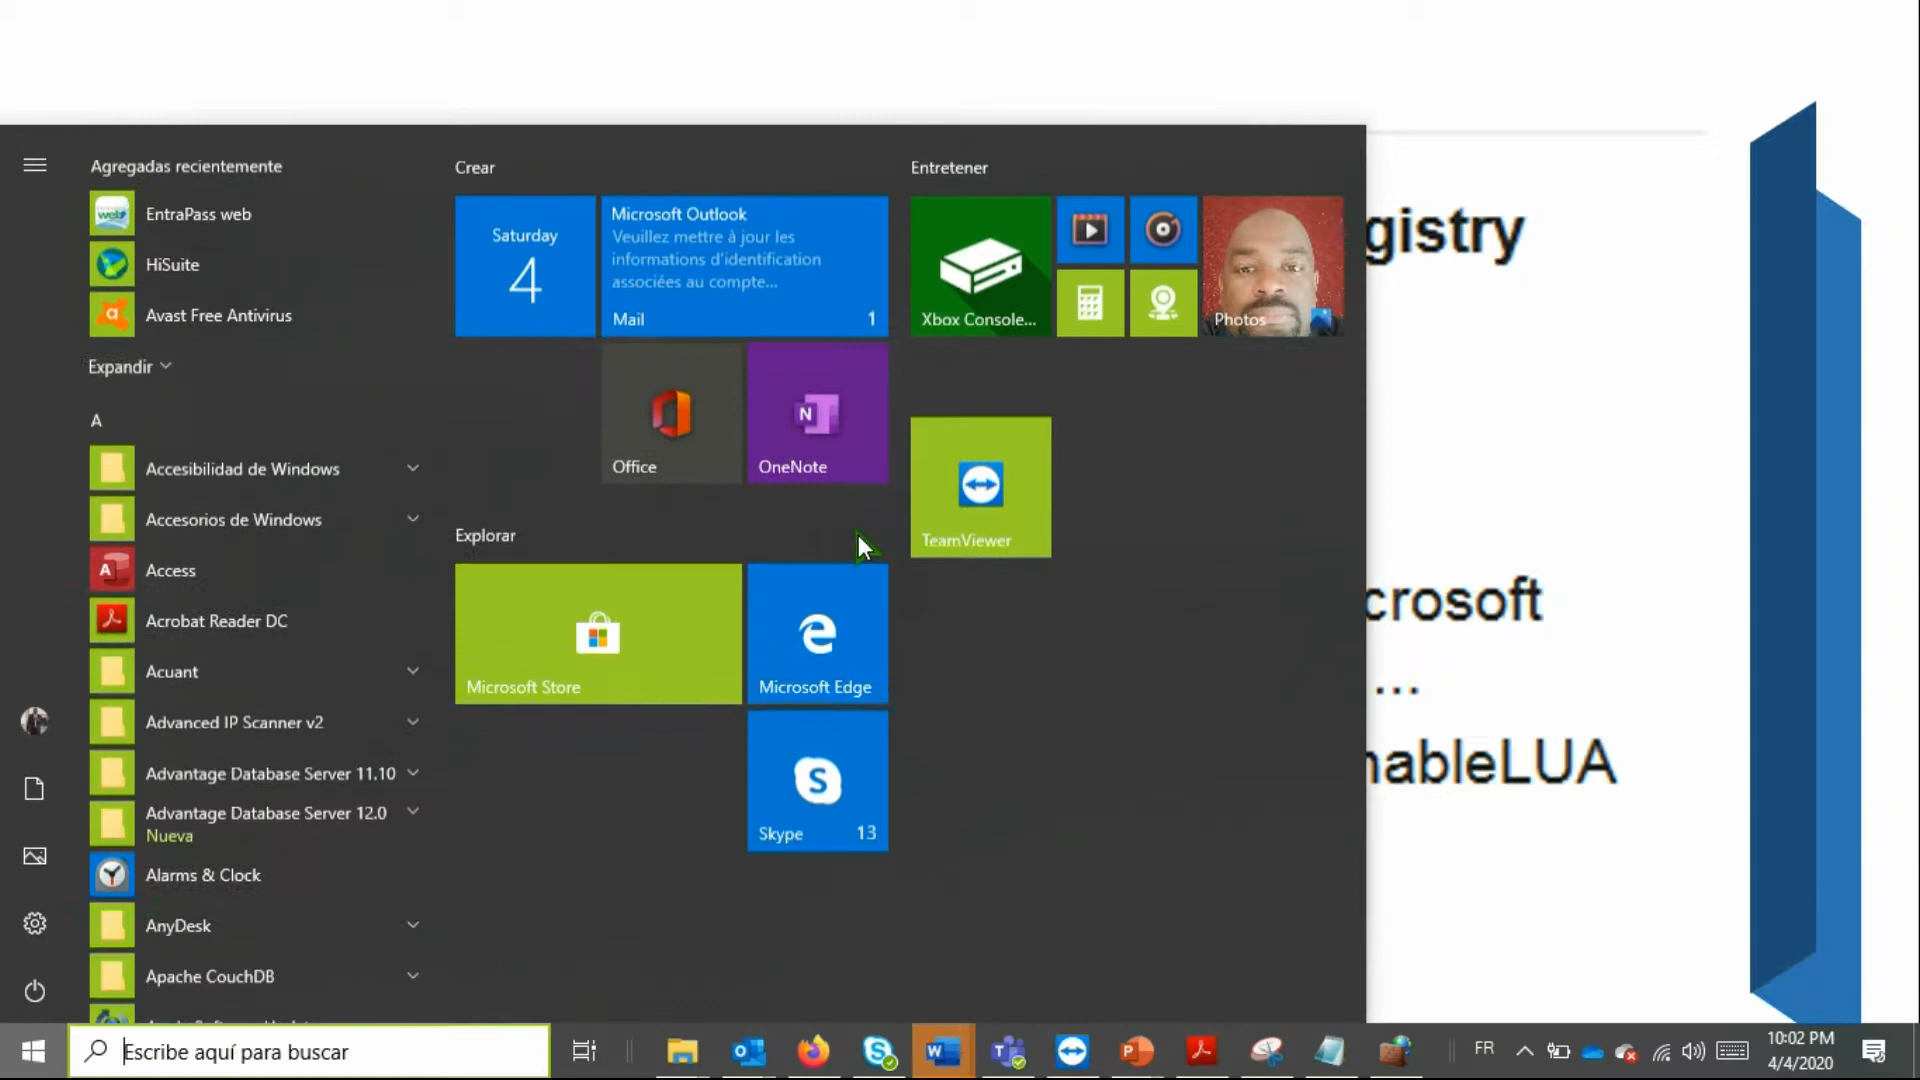 Agregadas recientemente
EntraPass web
HiSuite
Avast Free Antivirus
Expandir
A
Accesibilidad de Windows
Accesorios de Windows
Access
Acrobat Reader DC
Acuant
Advanced IP Scanner v2
Advantage Database Server 11.10
Advantage Database Server 12.0
Nueva
Alarms & Clock
AnyDesk
Apache CouchDB
Crear
Saturday
4
Microsoft Outlook
Veuillez mettre à jour les
informations d'identification
associées au compte...
Mail 1
Office
OneNote
Explorar
Microsoft Store
Microsoft Edge
Skype 13
Entretener
Xbox Console...
Photos
TeamViewer
gistry
crosoft
...
nableLUA
Escribe aquí para buscar
FR
10:02 PM
4/4/2020